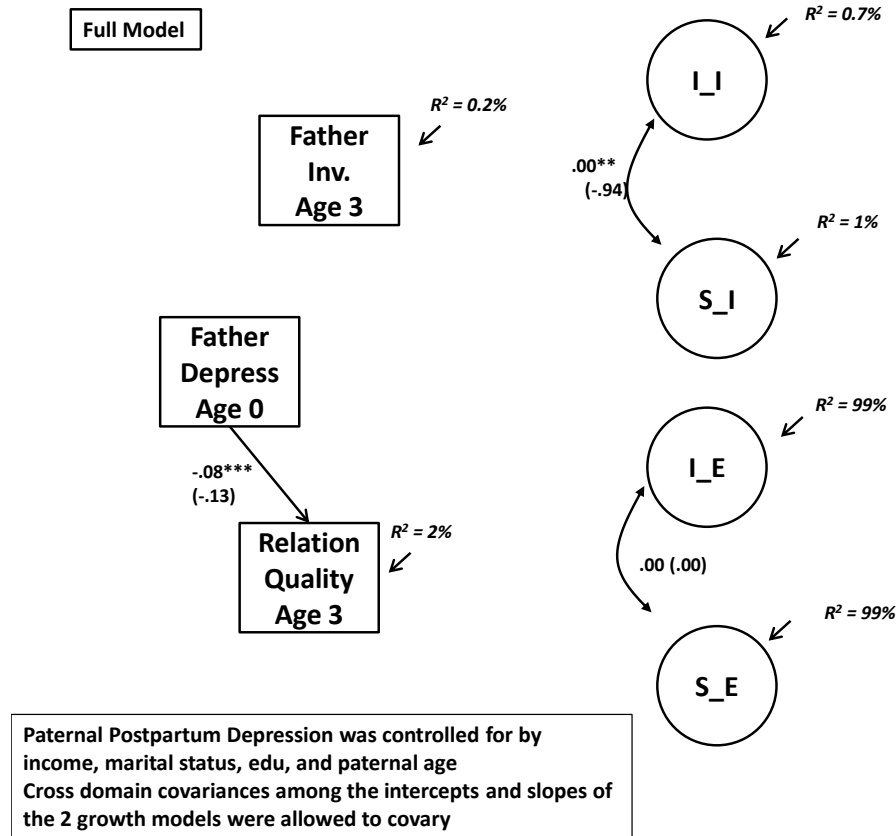 Full Model
R² = 0.7%
I_I
R² = 0.2%
Father
Inv.
Age 3
.00**
(-.94)
R² = 1%
S_I
Father
Depress
Age 0
R² = 99%
I_E
-.08***
(-.13)
R² = 2%
Relation
Quality
Age 3
.00 (.00)
R² = 99%
S_E
Paternal Postpartum Depression was controlled for by
income, marital status, edu, and paternal age
Cross domain covariances among the intercepts and slopes of
the 2 growth models were allowed to covary